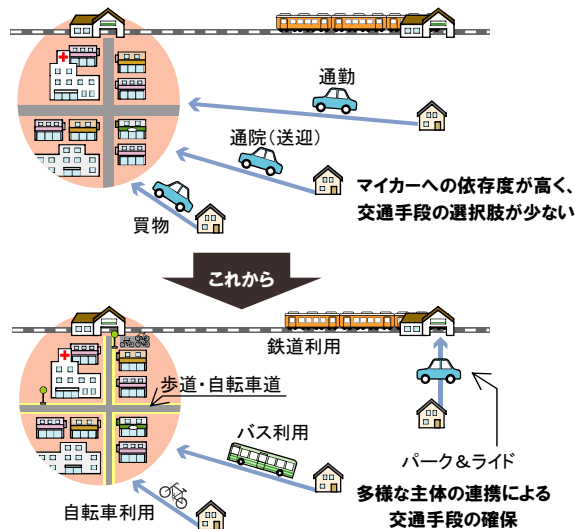 通勤
通院（送迎）
買物
マイカーへの依存度が高く、
交通手段の選択肢が少ない
これから
鉄道利用
歩道・自転車道
バス利用
自転車利用
パーク&ライド
多様な主体の連携による
交通手段の確保